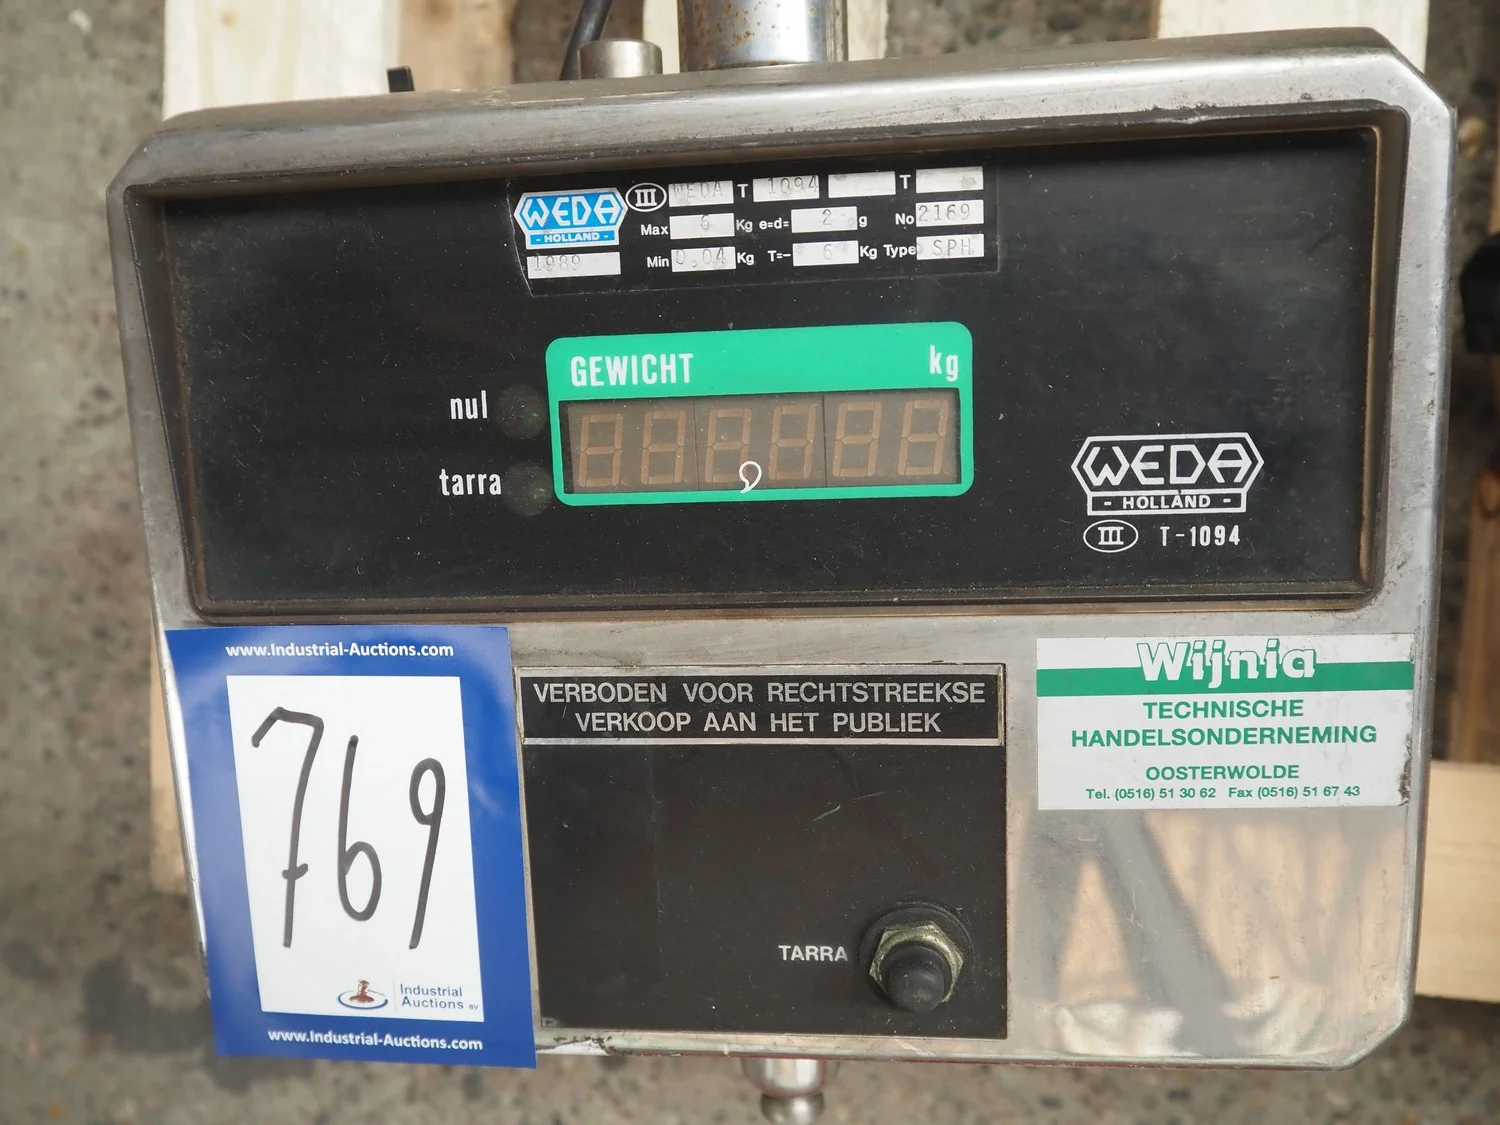 WEDA
- HOLLAND -
1989
III WEDA T 1094 T
Max 6 Kg e=d= 2 g No 2169
Min 0,04 Kg T=- 6 Kg Type SPH
GEWICHT kg
nul
tarra
,
WEDA
- HOLLAND -
III T-1094
www.Industrial-Auctions.com
769
Industrial
Auctions BV
www.Industrial-Auctions.com
VERBODEN VOOR RECHTSTREEKSE
VERKOOP AAN HET PUBLIEK
TARRA
Wijnia
TECHNISCHE
HANDELSONDERNEMING
OOSTERWOLDE
Tel. (0516) 51 30 62 Fax (0516) 51 67 43